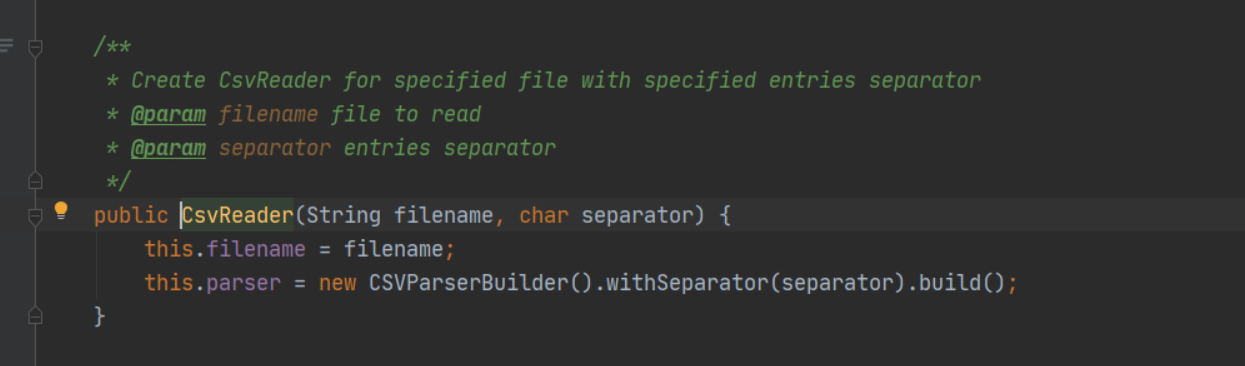 /**
* Create CsvReader for specified file with specified entries separator
* @param filename file to read
* @param separator entries separator
*/
public CsvReader(String filename, char separator) {
this.filename = filename;
this.parser = new CSVParserBuilder().withSeparator(separator).build();
}